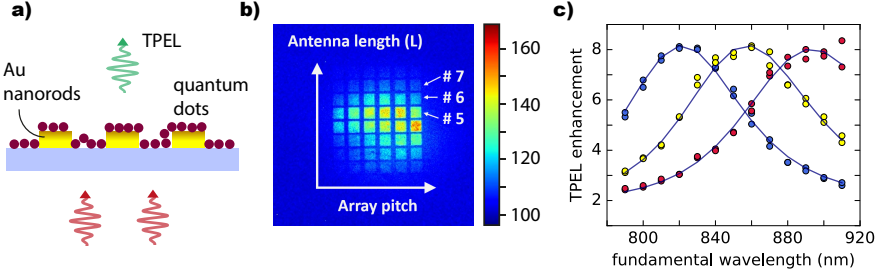 a)
TPEL
Au
nanorods
quantum
dots
b)
Antenna length (L)
# 7
# 6
# 5
Array pitch
160
140
120
100
c)
8
6
4
2
TPEL enhancement
800
840
880
920
fundamental wavelength (nm)